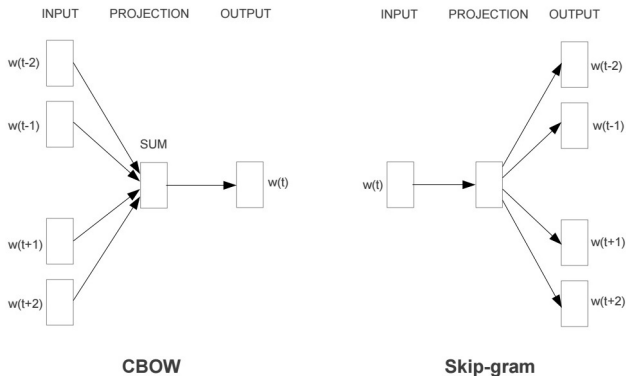 INPUT PROJECTION OUTPUT
w(t-2)
w(t-1)
SUM
w(t)
w(t+1)
w(t+2)
CBOW
INPUT PROJECTION OUTPUT
w(t-2)
w(t-1)
w(t)
w(t+1)
w(t+2)
Skip-gram